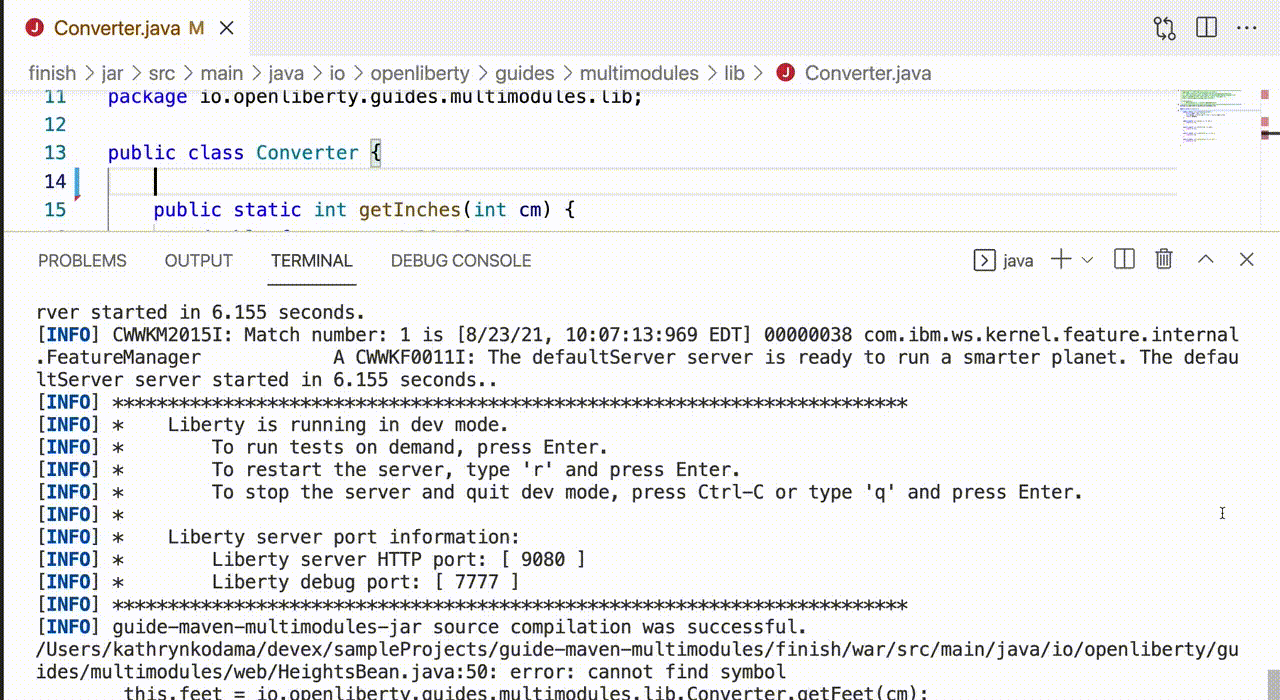 J Converter.java M
finish > jar > src > main > java > io > openliberty > guides > multimodules > lib > J Converter.java
11 package io.openliberty.guides.multimodules.lib;
12
13 public class Converter {
14
15 public static int getInches(int cm) {
PROBLEMS OUTPUT TERMINAL DEBUG CONSOLE java
rver started in 6.155 seconds.
[INFO] CWWKM2015I: Match number: 1 is [8/23/21, 10:07:13:969 EDT] 00000038 com.ibm.ws.kernel.feature.internal
.FeatureManager            A CWWKF0011I: The defaultServer server is ready to run a smarter planet. The defau
ltServer server started in 6.155 seconds..
[INFO] ************************************************************************
[INFO] *    Liberty is running in dev mode.
[INFO] *        To run tests on demand, press Enter.
[INFO] *        To restart the server, type 'r' and press Enter.
[INFO] *        To stop the server and quit dev mode, press Ctrl-C or type 'q' and press Enter.
[INFO] *
[INFO] *    Liberty server port information:
[INFO] *        Liberty server HTTP port: [ 9080 ]
[INFO] *        Liberty debug port: [ 7777 ]
[INFO] ************************************************************************
[INFO] guide-maven-multimodules-jar source compilation was successful.
/Users/kathrynkodama/devex/sampleProjects/guide-maven-multimodules/finish/war/src/main/java/io/openliberty/gu
ides/multimodules/web/HeightsBean.java:50: error: cannot find symbol
        this.feet = io.openliberty.guides.multimodules.lib.Converter.getFeet(cm);